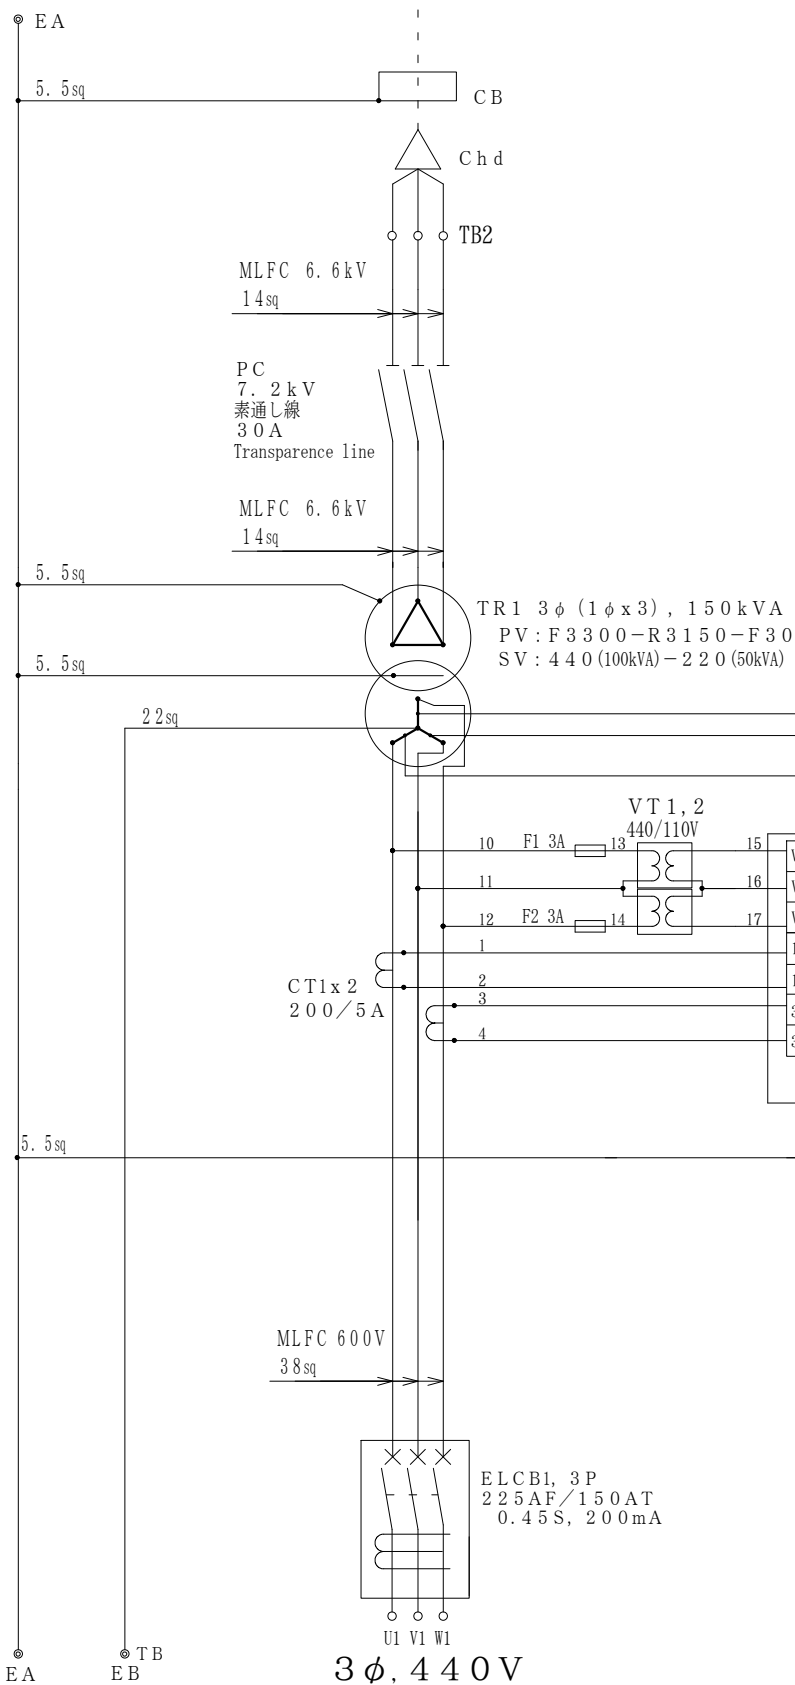 EA
5.5sq
CB
Chd
TB2
MLFC 6.6kV
14sq
PC
7.2kV
素通し線
30A
Transparence line
MLFC 6.6kV
14sq
5.5sq
TR1 3φ (1φx3), 150kVA
PV:F3300-R3150-F30
SV:440(100kVA)-220(50kVA)
5.5sq
22sq
VT1,2
440/110V
10 F1 3A 13 15
11 16
12 F2 3A 14 17
1
CT1x2
200/5A
2
3
4
5.5sq
MLFC 600V
38sq
ELCB1, 3P
225AF/150AT
0.45S, 200mA
U1 V1 W1
TB
EA
EB
3φ,440V